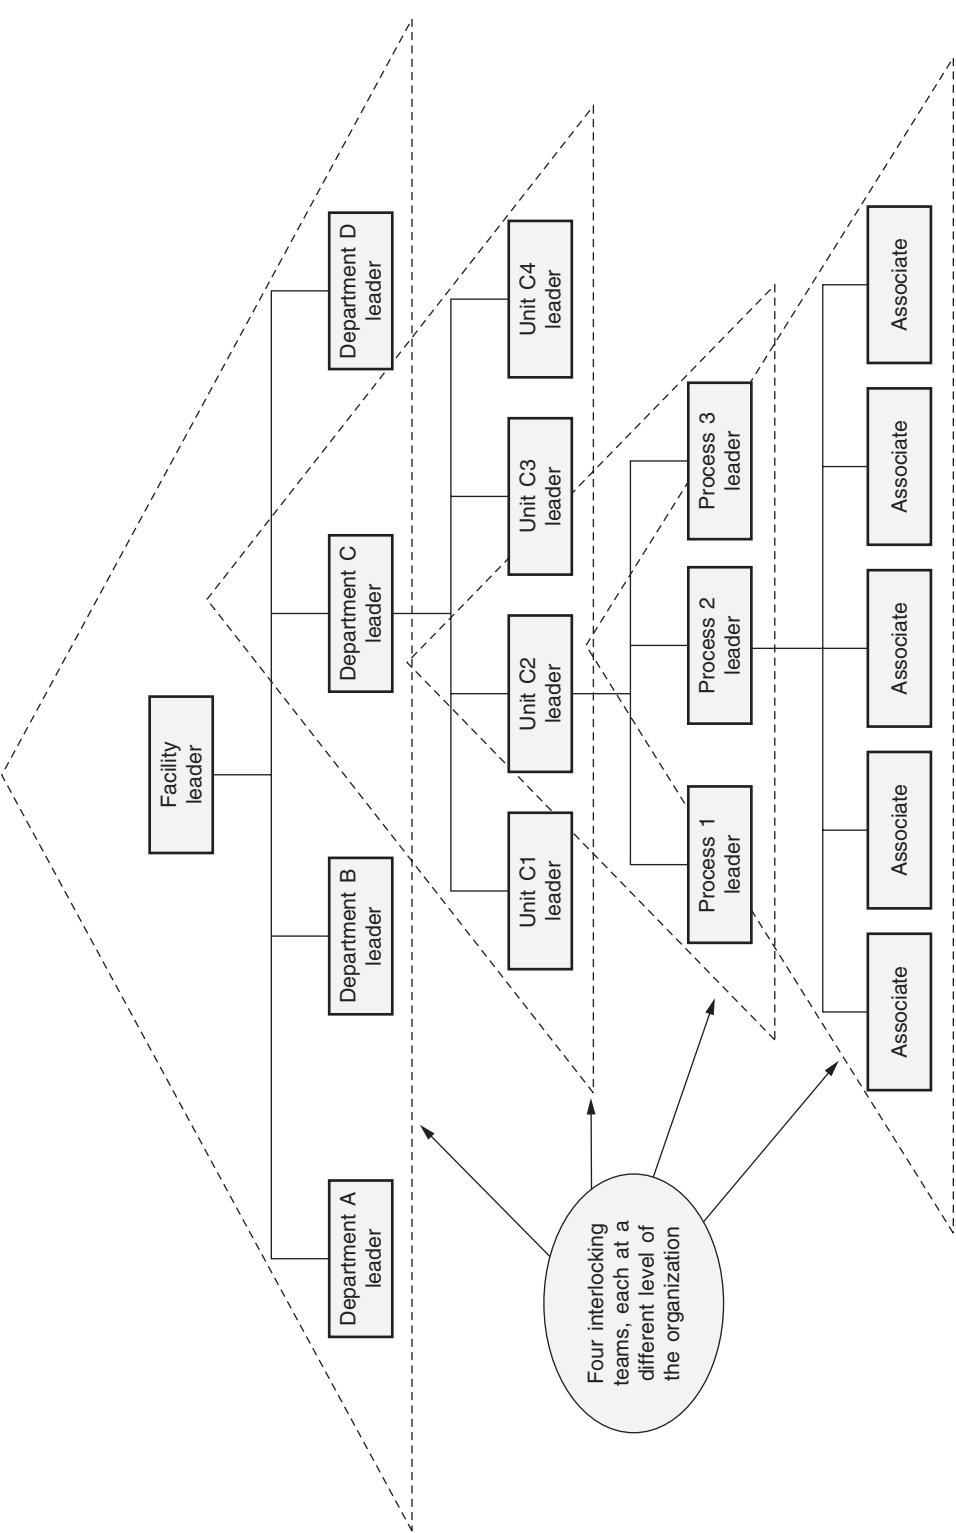 Facility
leader
Department A
leader
Department B
leader
Department C
leader
Department D
leader
Unit C1
leader
Unit C2
leader
Unit C3
leader
Unit C4
leader
Process 1
leader
Process 2
leader
Process 3
leader
Associate
Associate
Associate
Associate
Associate
Four interlocking
teams, each at a
different level of
the organization